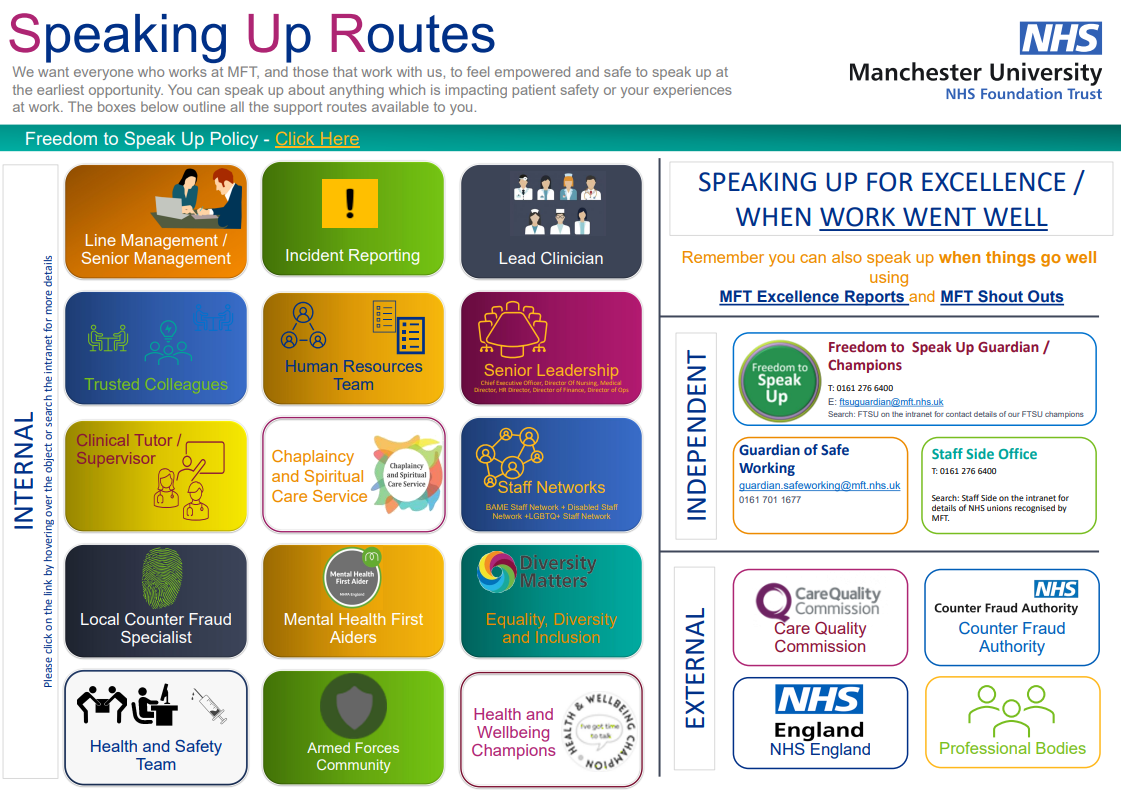 Speaking Up Routes
We want everyone who works at MFT, and those that work with us, to feel empowered and safe to speak up at
the earliest opportunity. You can speak up about anything which is impacting patient safety or your experiences
at work. The boxes below outline all the support routes available to you.
NHS
Manchester University
NHS Foundation Trust
Freedom to Speak Up Policy - Click Here
INTERNAL
Please click on the link by hovering over the object or search the intranet for more details
Line Management /
Senior Management
!
Incident Reporting
Lead Clinician
Trusted Colleagues
Human Resources
Team
Senior Leadership
Chief Executive Officer, Director Of Nursing, Medical
Director, HR Director, Director of Finance, Director of Ops
Clinical Tutor /
Supervisor
Chaplaincy
and Spiritual
Care Service
Chaplaincy
and Spiritual
Care Service
Staff Networks
BAME Staff Network + Disabled Staff
Network +LGBTQ+ Staff Network
Local Counter Fraud
Specialist
Mental Health
First Aider
MHFA England
Mental Health First
Aiders
Diversity
Matters
Equality, Diversity
and Inclusion
Health and Safety
Team
Armed Forces
Community
Health and
Wellbeing
Champions
HEALTH & WELLBEING CHAMPION
I've got time
to talk
SPEAKING UP FOR EXCELLENCE /
WHEN WORK WENT WELL
Remember you can also speak up when things go well
using
MFT Excellence Reports and MFT Shout Outs
INDEPENDENT
Freedom to
Speak
Up
Freedom to Speak Up Guardian /
Champions
T: 0161 276 6400
E: ftsuguardian@mft.nhs.uk
Search: FTSU on the intranet for contact details of our FTSU champions
Guardian of Safe
Working
guardian.safeworking@mft.nhs.uk
0161 701 1677
Staff Side Office
T: 0161 276 6400
Search: Staff Side on the intranet for
details of NHS unions recognised by
MFT.
EXTERNAL
CareQuality
Commission
Care Quality
Commission
NHS
Counter Fraud Authority
Counter Fraud
Authority
NHS
England
NHS England
Professional Bodies